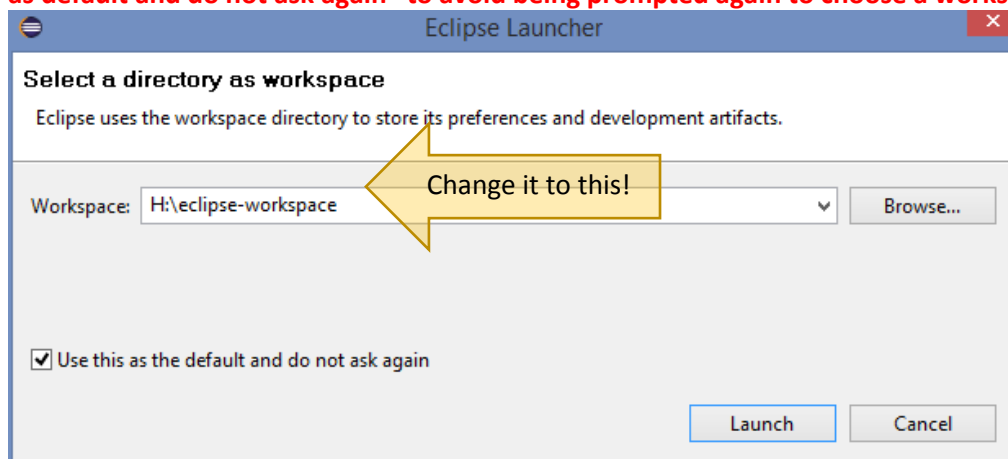 as default and do not ask again" to avoid being prompted again to choose a works
Eclipse Launcher
Select a directory as workspace
Eclipse uses the workspace directory to store its preferences and development artifacts.
Change it to this!
Workspace: H:\eclipse-workspace Browse...
Use this as the default and do not ask again
Launch Cancel